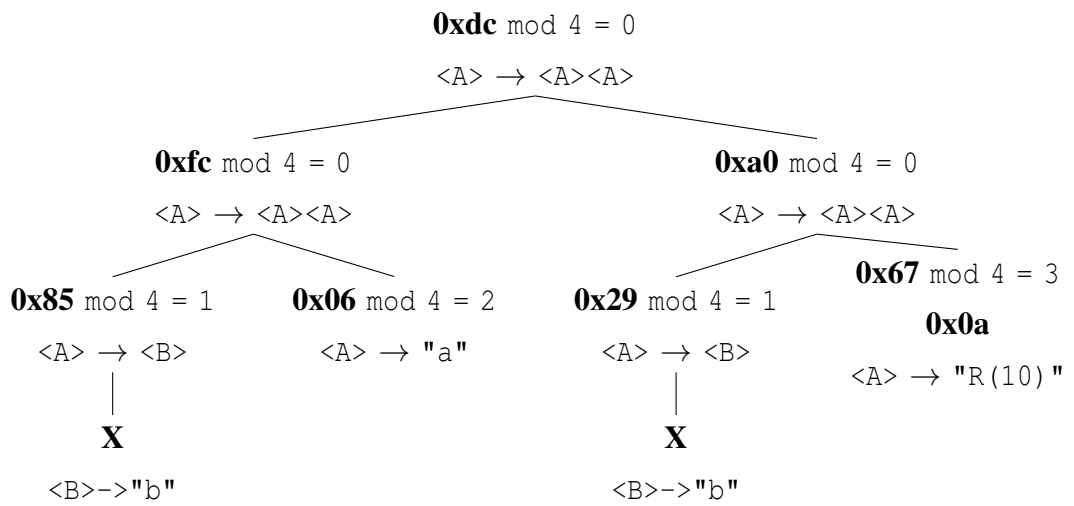 0xdc mod 4 = 0
<A> → <A><A>
0xfc mod 4 = 0
<A> → <A><A>
0xa0 mod 4 = 0
<A> → <A><A>
0x85 mod 4 = 1
<A> → <B>
X
<B>->"b"
0x06 mod 4 = 2
<A> → "a"
0x29 mod 4 = 1
<A> → <B>
X
<B>->"b"
0x67 mod 4 = 3
0x0a
<A> → "R(10)"